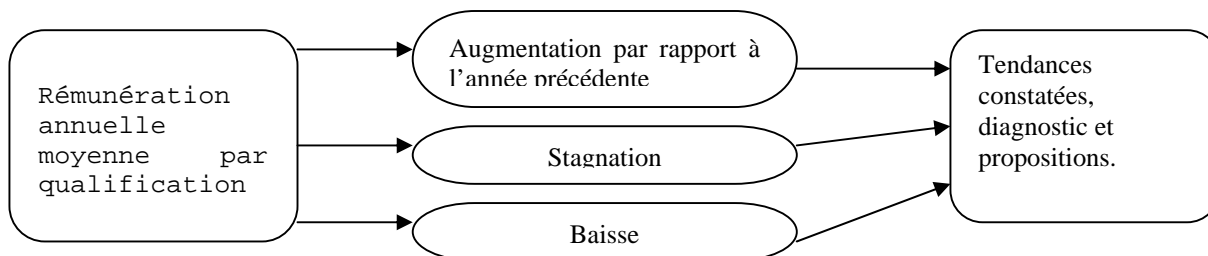 Rémunération
annuelle
moyenne par
qualification
Augmentation par rapport à
l'année précédente
Stagnation
Baisse
Tendances
constatées,
diagnostic et
propositions.